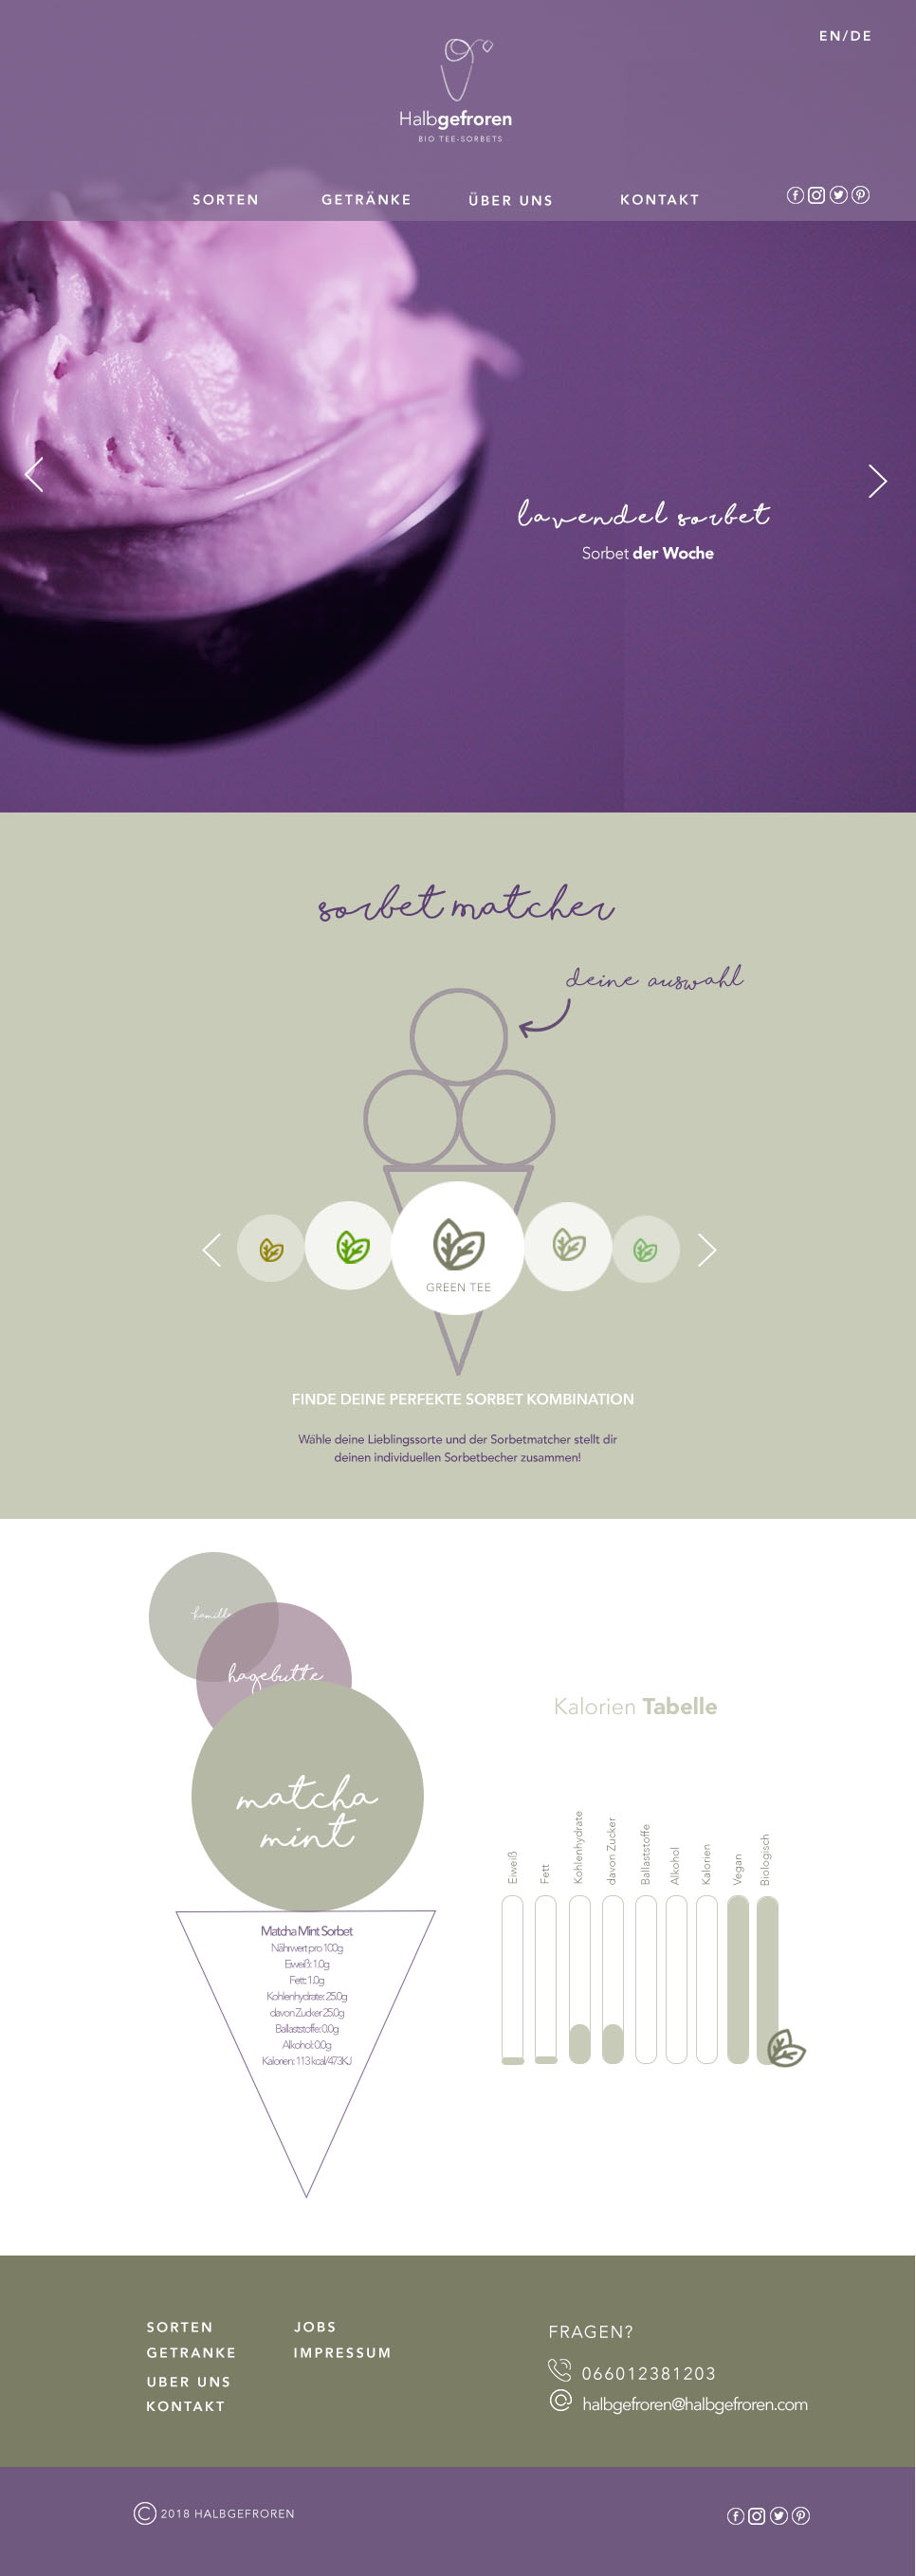 EN/DE
Halbgefroren
BIO TEE-SORBETS
SORTEN GETRÄNKE ÜBER UNS KONTAKT
lavendel sorbet
Sorbet der Woche
sorbet matcher
deine auswahl
GREEN TEE
FINDE DEINE PERFEKTE SORBET KOMBINATION
Wähle deine Lieblingssorte und der Sorbetmatcher stellt dir
deinen individuellen Sorbetbecher zusammen!
kamille
hagebutte
matcha
mint
Matcha Mint Sorbet
Nährwert pro 100g
Eiweiß: 1.0g
Fett: 1.0g
Kohlenhydrate: 25.0g
davon Zucker 25.0g
Ballaststoffe: 0.0g
Alkohol: 0.0g
Kalorien: 113 kcal/473KJ
Kalorien Tabelle
Eiweiß
Fett
Kohlenhydrate
davon Zucker
Ballaststoffe
Alkohol
Kalorien
Vegan
Biologisch
SORTEN
GETRANKE
UBER UNS
KONTAKT
JOBS
IMPRESSUM
FRAGEN?
066012381203
halbgefroren@halbgefroren.com
© 2018 HALBGEFROREN